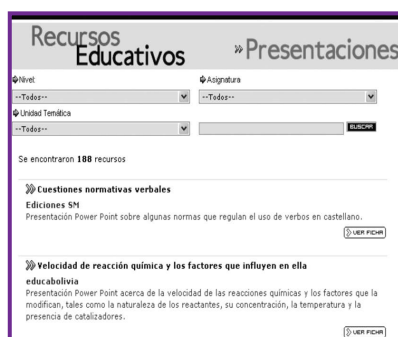 Recursos
Educativos
»Presentaciones
Nivel:
Asignatura
--Todos--
--Todos--
Unidad Temática
--Todos--
BUSCAR
Se encontraron 188 recursos
Cuestiones normativas verbales
Ediciones SM
Presentación Power Point sobre algunas normas que regulan el uso de verbos en castellano.
VER FICHA
Velocidad de reacción química y los factores que influyen en ella
educabolivia
Presentación Power Point acerca de la velocidad de las reacciones químicas y los factores que la
modifican, tales como la naturaleza de los reactantes, su concentración, la temperatura y la
presencia de catalizadores.
VER FICHA